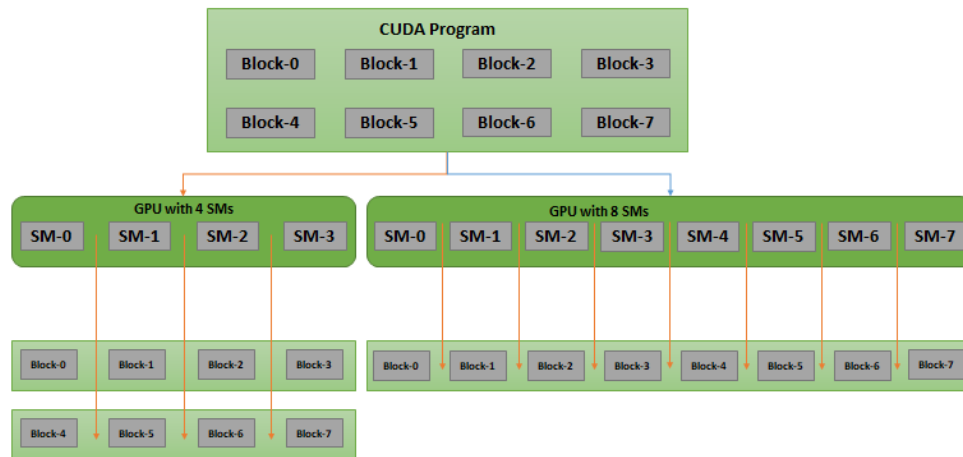 CUDA Program
Block-0 Block-1 Block-2 Block-3
Block-4 Block-5 Block-6 Block-7
GPU with 4 SMs
SM-0 SM-1 SM-2 SM-3
GPU with 8 SMs
SM-0 SM-1 SM-2 SM-3 SM-4 SM-5 SM-6 SM-7
Block-0 Block-1 Block-2 Block-3
Block-4 Block-5 Block-6 Block-7
Block-0 Block-1 Block-2 Block-3 Block-4 Block-5 Block-6 Block-7